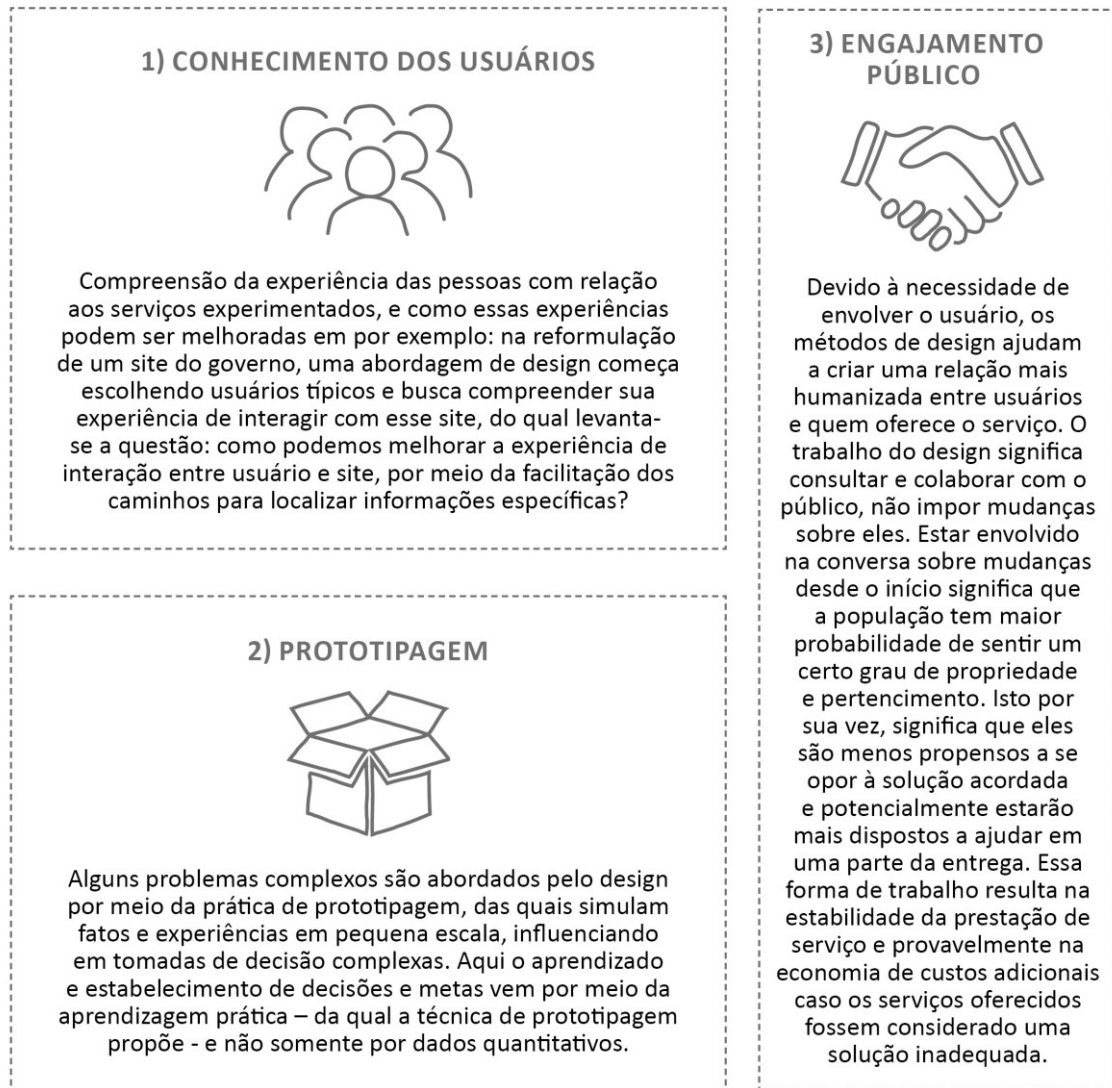 1) CONHECIMENTO DOS USUÁRIOS
Compreensão da experiência das pessoas com relação
aos serviços experimentados, e como essas experiências
podem ser melhoradas em por exemplo: na reformulação
de um site do governo, uma abordagem de design começa
escolhendo usuários típicos e busca compreender sua
experiência de interagir com esse site, do qual levanta-
se a questão: como podemos melhorar a experiência de
interação entre usuário e site, por meio da facilitação dos
caminhos para localizar informações específicas?
2) PROTOTIPAGEM
Alguns problemas complexos são abordados pelo design
por meio da prática de prototipagem, das quais simulam
fatos e experiências em pequena escala, influenciando
em tomadas de decisão complexas. Aqui o aprendizado
e estabelecimento de decisões e metas vem por meio da
aprendizagem prática – da qual a técnica de prototipagem
propõe - e não somente por dados quantitativos.
3) ENGAJAMENTO
PÚBLICO
Devido à necessidade de
envolver o usuário, os
métodos de design ajudam
a criar uma relação mais
humanizada entre usuários
e quem oferece o serviço. O
trabalho do design significa
consultar e colaborar com o
público, não impor mudanças
sobre eles. Estar envolvido
na conversa sobre mudanças
desde o início significa que
a população tem maior
probabilidade de sentir um
certo grau de propriedade
e pertencimento. Isto por
sua vez, significa que eles
são menos propensos a se
opor à solução acordada
e potencialmente estarão
mais dispostos a ajudar em
uma parte da entrega. Essa
forma de trabalho resulta na
estabilidade da prestação de
serviço e provavelmente na
economia de custos adicionais
caso os serviços oferecidos
fossem considerado uma
solução inadequada.